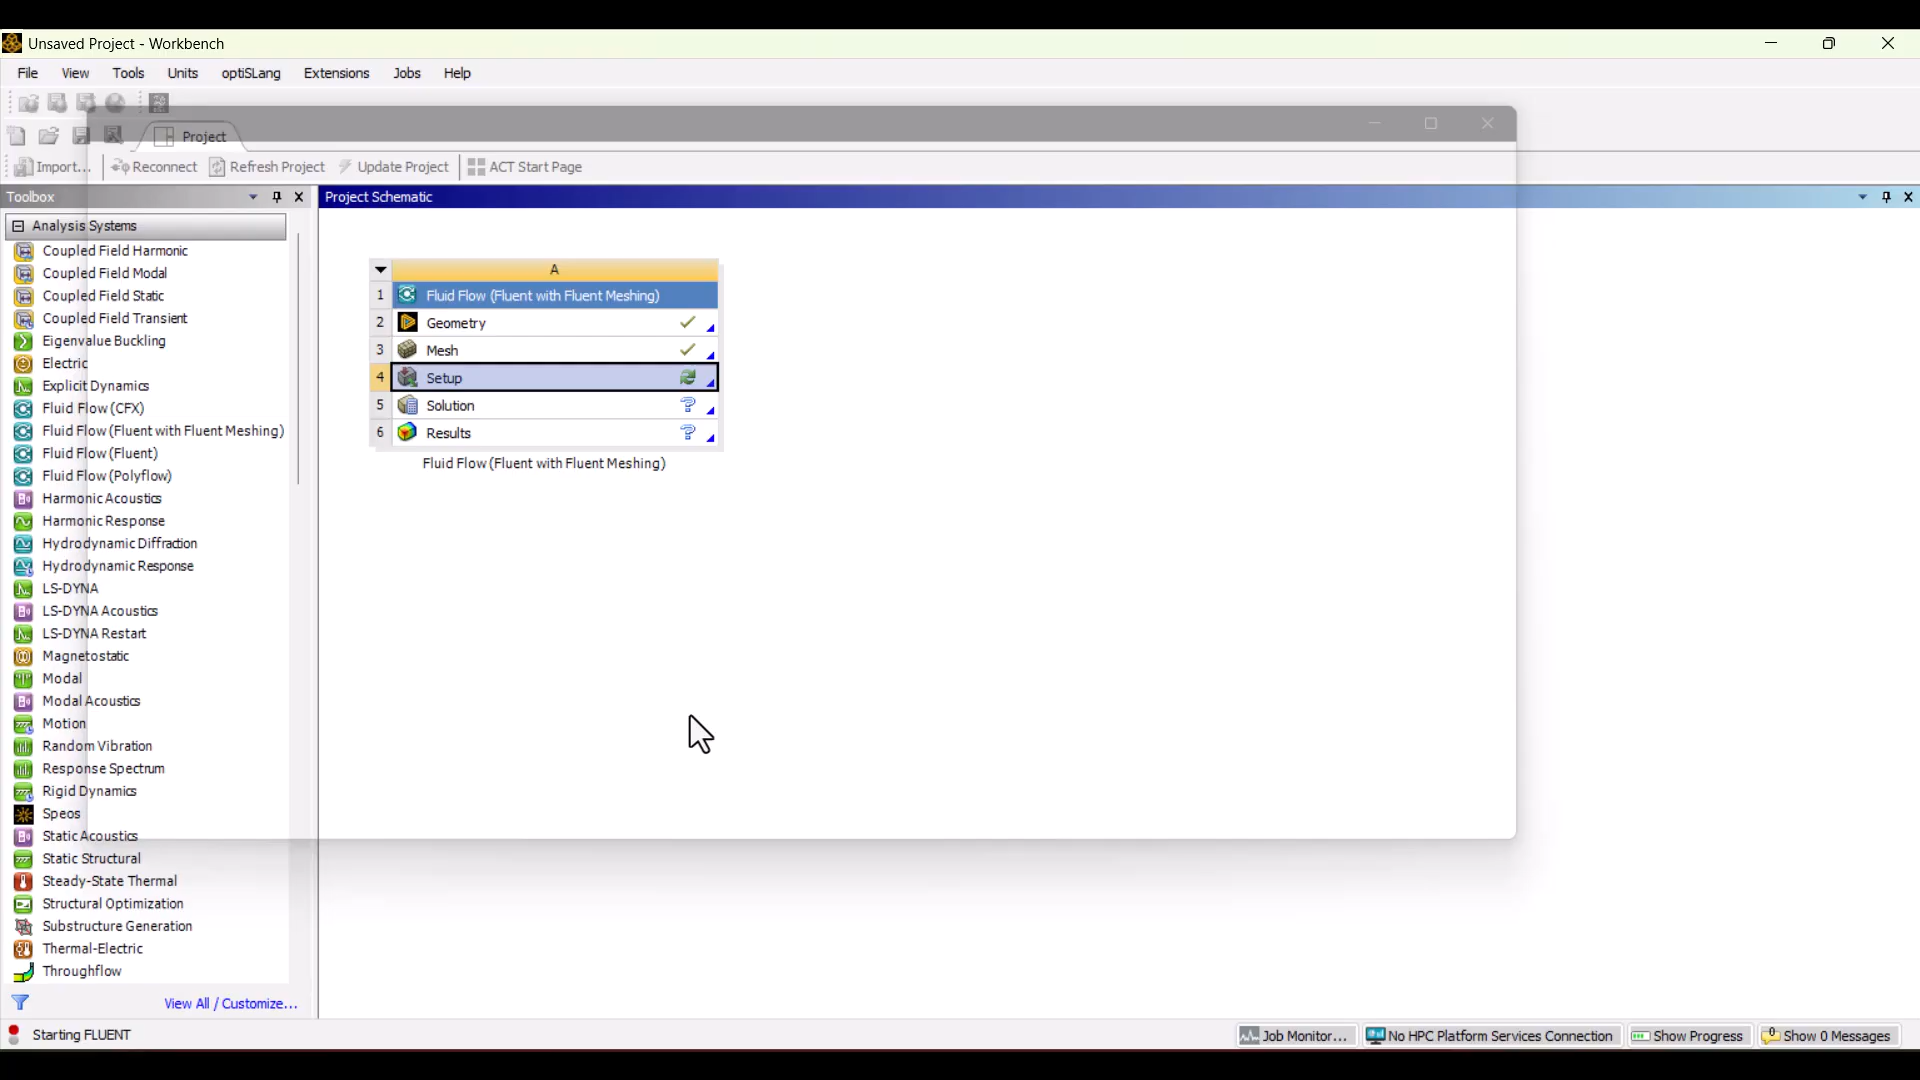 Unsaved Project - Workbench
File View Tools Units optiSLang Extensions Jobs Help
Project
Import... Reconnect Refresh Project Update Project ACT Start Page
Toolbox
Project Schematic
Analysis Systems
Coupled Field Harmonic
Coupled Field Modal
Coupled Field Static
Coupled Field Transient
Eigenvalue Buckling
Electric
Explicit Dynamics
Fluid Flow (CFX)
Fluid Flow (Fluent with Fluent Meshing)
Fluid Flow (Fluent)
Fluid Flow (Polyflow)
Harmonic Acoustics
Harmonic Response
Hydrodynamic Diffraction
Hydrodynamic Response
LS-DYNA
LS-DYNA Acoustics
LS-DYNA Restart
Magnetostatic
Modal
Modal Acoustics
Motion
Random Vibration
Response Spectrum
Rigid Dynamics
Speos
Static Acoustics
Static Structural
Steady-State Thermal
Structural Optimization
Substructure Generation
Thermal-Electric
Throughflow
View All / Customize...
A
1 Fluid Flow (Fluent with Fluent Meshing)
2 Geometry
3 Mesh
4 Setup
5 Solution
6 Results
Fluid Flow (Fluent with Fluent Meshing)
Starting FLUENT
Job Monitor... No HPC Platform Services Connection Show Progress 0 Show 0 Messages